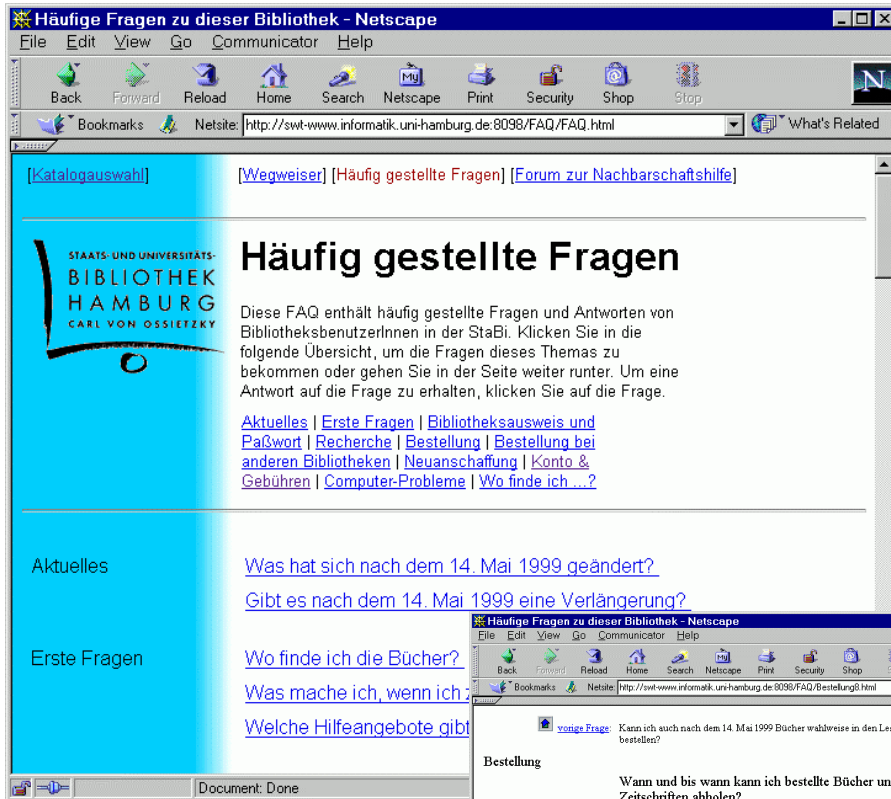 Häufige Fragen zu dieser Bibliothek - Netscape
File Edit View Go Communicator Help
Back Forward Reload Home Search Netscape Print Security Shop Stop
Bookmarks Netsite: http://swt-www.informatik.uni-hamburg.de:8098/FAQ/FAQ.html What's Related
[Katalogauswahl] [Wegweiser] [Häufig gestellte Fragen] [Forum zur Nachbarschaftshilfe]
STAATS- UND UNIVERSITÄTS-
BIBLIOTHEK
HAMBURG
CARL VON OSSIETZKY
Häufig gestellte Fragen
Diese FAQ enthält häufig gestellte Fragen und Antworten von
BibliotheksbenutzerInnen in der StaBi. Klicken Sie in die
folgende Übersicht, um die Fragen dieses Themas zu
bekommen oder gehen Sie in der Seite weiter runter. Um eine
Antwort auf die Frage zu erhalten, klicken Sie auf die Frage.
Aktuelles | Erste Fragen | Bibliotheksausweis und
Paßwort | Recherche | Bestellung | Bestellung bei
anderen Bibliotheken | Neuanschaffung | Konto &
Gebühren | Computer-Probleme | Wo finde ich ...?
Aktuelles Was hat sich nach dem 14. Mai 1999 geändert?
Gibt es nach dem 14. Mai 1999 eine Verlängerung?
Erste Fragen Wo finde ich die Bücher?
Was mache ich, wenn ich
Welche Hilfeangebote gibt
Document: Done
Häufige Fragen zu dieser Bibliothek - Netscape
File Edit View Go Communicator Help
Back Forward Reload Home Search Netscape Print Security Shop
Bookmarks Netsite: http://swt-www.informatik.uni-hamburg.de:8098/FAQ/Bestellung8.html
vorige Frage: Kann ich auch nach dem 14. Mai 1999 Bücher wahlweise in den Les
bestellen?
Bestellung
Wann und bis wann kann ich bestellte Bücher un
Zeitschriften abholen?